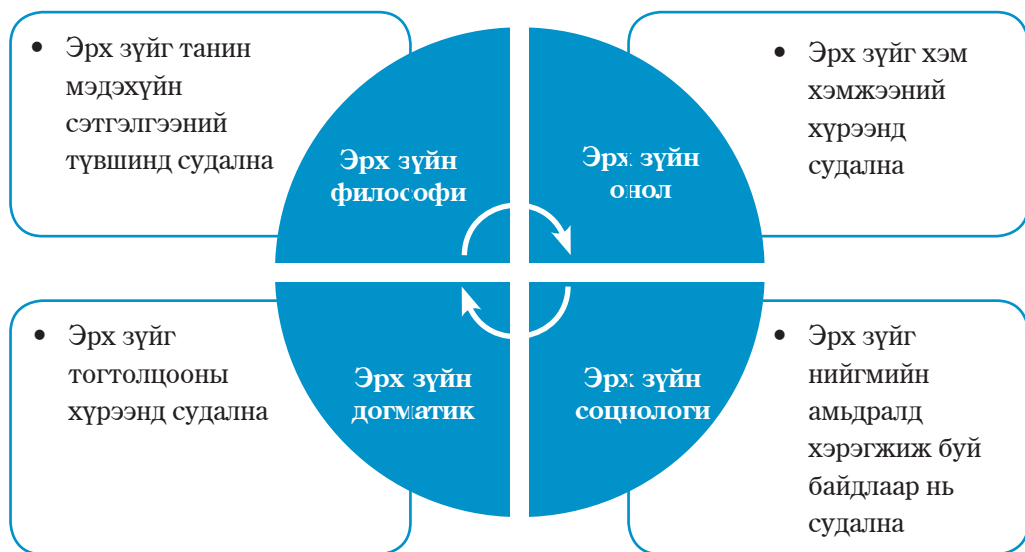 • Эрх зүйг танин
мэдэхүйн
сэтгэлгээний
түвшинд судална
Эрх зүйн
философи
Эрх зүйн
онол
• Эрх зүйг хэм
хэмжээний
хүрээнд
судална
• Эрх зүйг
тогтолцооны
хүрээнд судална
Эрх зүйн
догматик
Эрх зүйн
социологи
• Эрх зүйг
нийгмийн
амьдралд
хэрэгжиж буй
байдлаар нь
судална